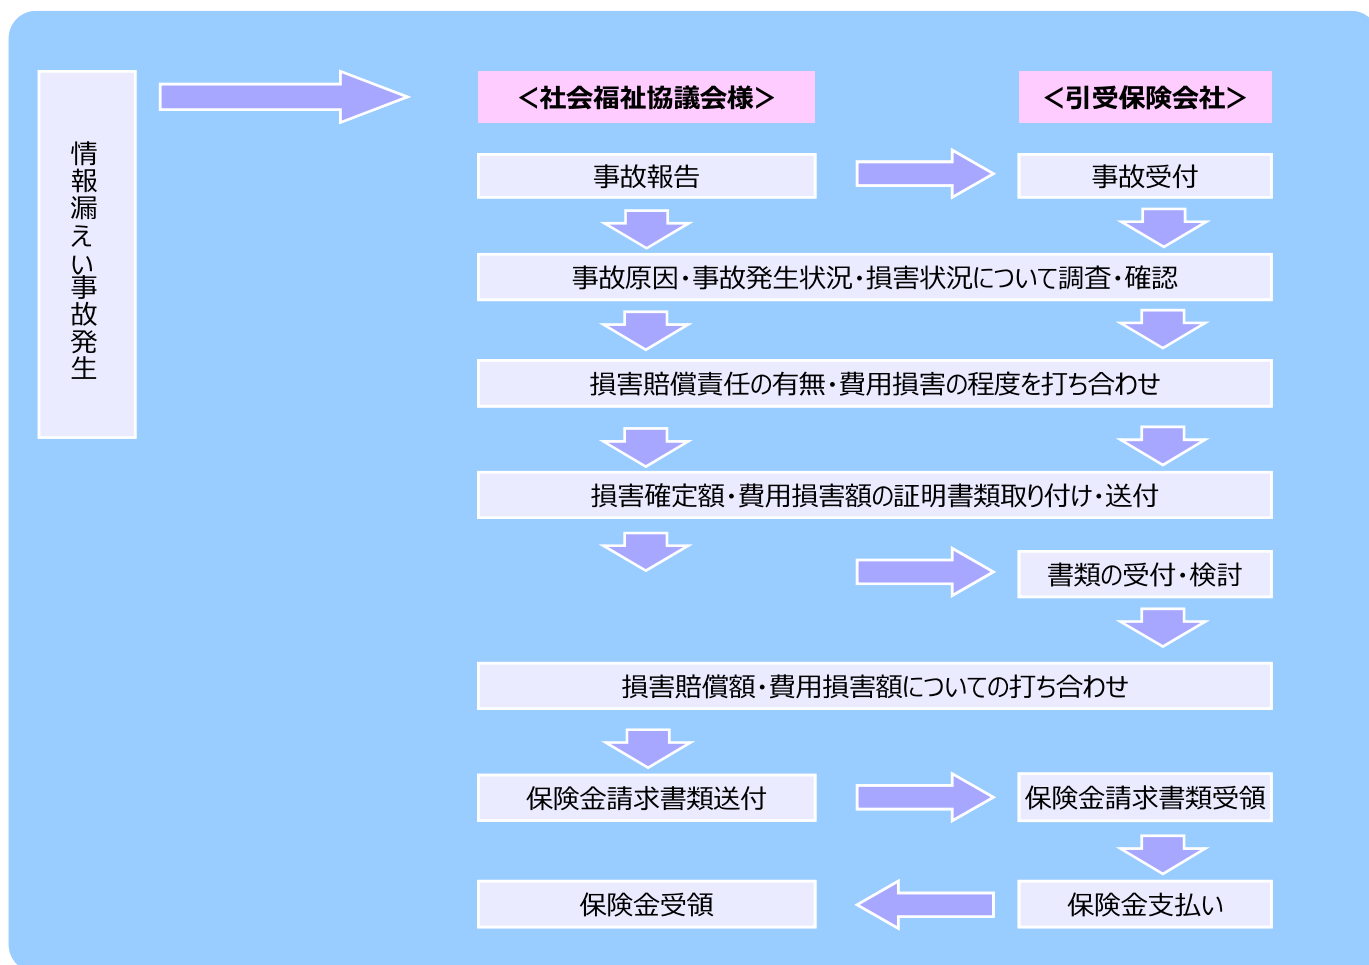 情報漏えい事故発生
＜社会福祉協議会様＞
＜引受保険会社＞
事故報告
事故受付
事故原因・事故発生状況・損害状況について調査・確認
損害賠償責任の有無・費用損害の程度を打ち合わせ
損害確定額・費用損害額の証明書類取り付け・送付
書類の受付・検討
損害賠償額・費用損害額についての打ち合わせ
保険金請求書類送付
保険金請求書類受領
保険金受領
保険金支払い